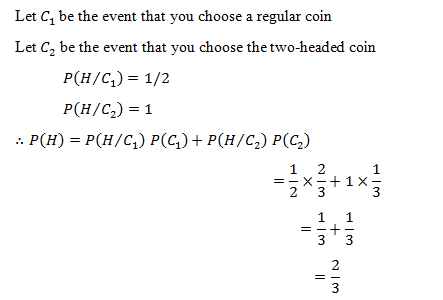 Let C₁ be the event that you choose a regular coin
Let C₂ be the event that you choose the two-headed coin
P(H/C₁) = 1/2
P(H/C₂) = 1
∴ P(H) = P(H/C₁) P(C₁) + P(H/C₂) P(C₂)
= 1/2 × 2/3 + 1 × 1/3
= 1/3 + 1/3
= 2/3